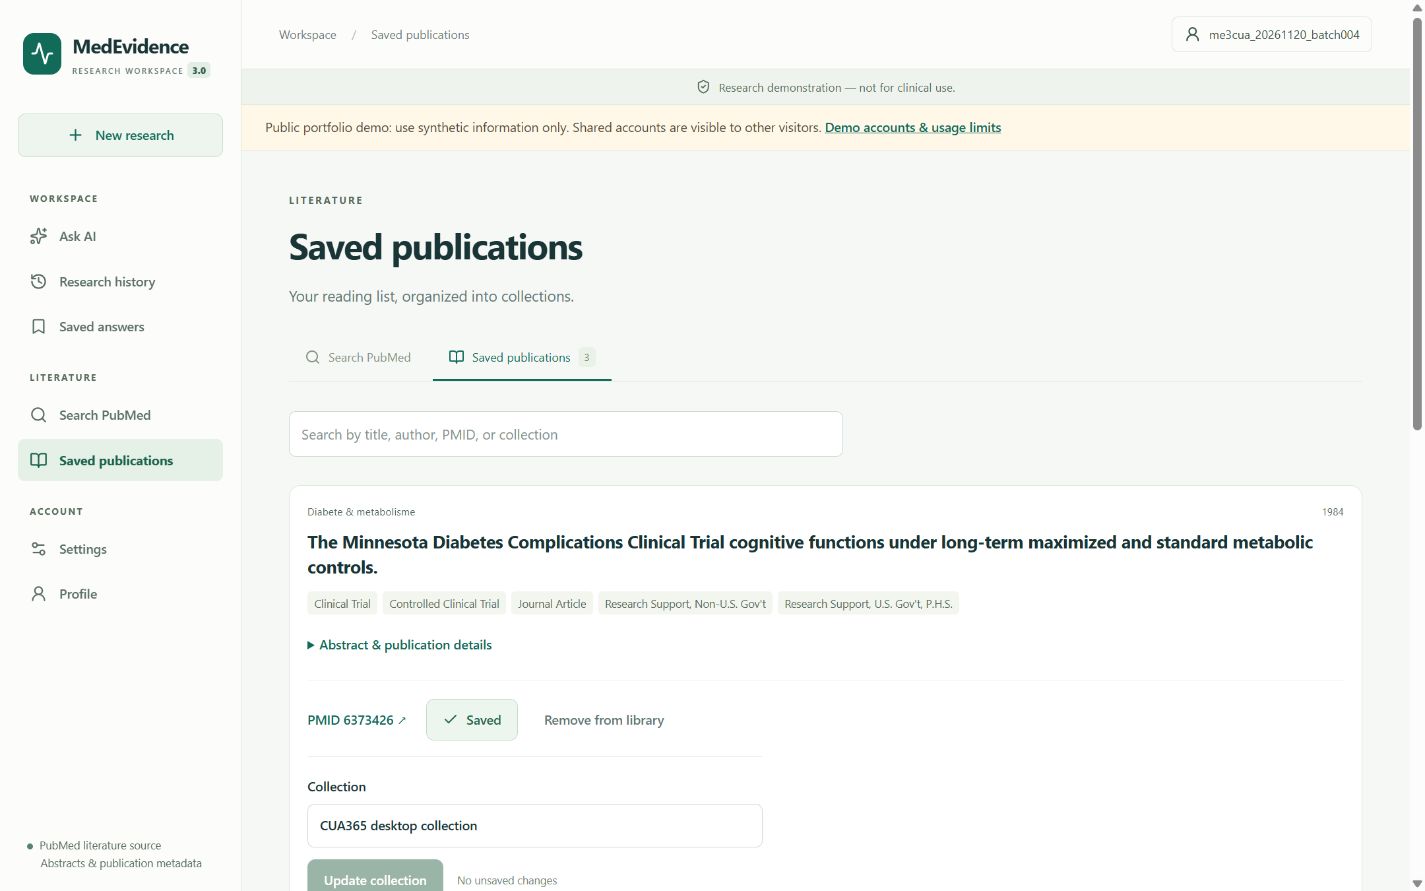 MedEvidence
RESEARCH WORKSPACE 3.0
New research
WORKSPACE
Ask AI
Research history
Saved answers
LITERATURE
Search PubMed
Saved publications
ACCOUNT
Settings
Profile
PubMed literature source
Abstracts & publication metadata
Workspace / Saved publications
me3cua_20261120_batch004
Research demonstration — not for clinical use.
Public portfolio demo: use synthetic information only. Shared accounts are visible to other visitors. Demo accounts & usage limits
LITERATURE
Saved publications
Your reading list, organized into collections.
Search PubMed Saved publications 3
Search by title, author, PMID, or collection
Diabete & metabolisme 1984
The Minnesota Diabetes Complications Clinical Trial cognitive functions under long-term maximized and standard metabolic
controls.
Clinical Trial Controlled Clinical Trial Journal Article Research Support, Non-U.S. Gov't Research Support, U.S. Gov't, P.H.S.
Abstract & publication details
PMID 6373426 ↗ Saved Remove from library
Collection
CUA365 desktop collection
Update collection No unsaved changes